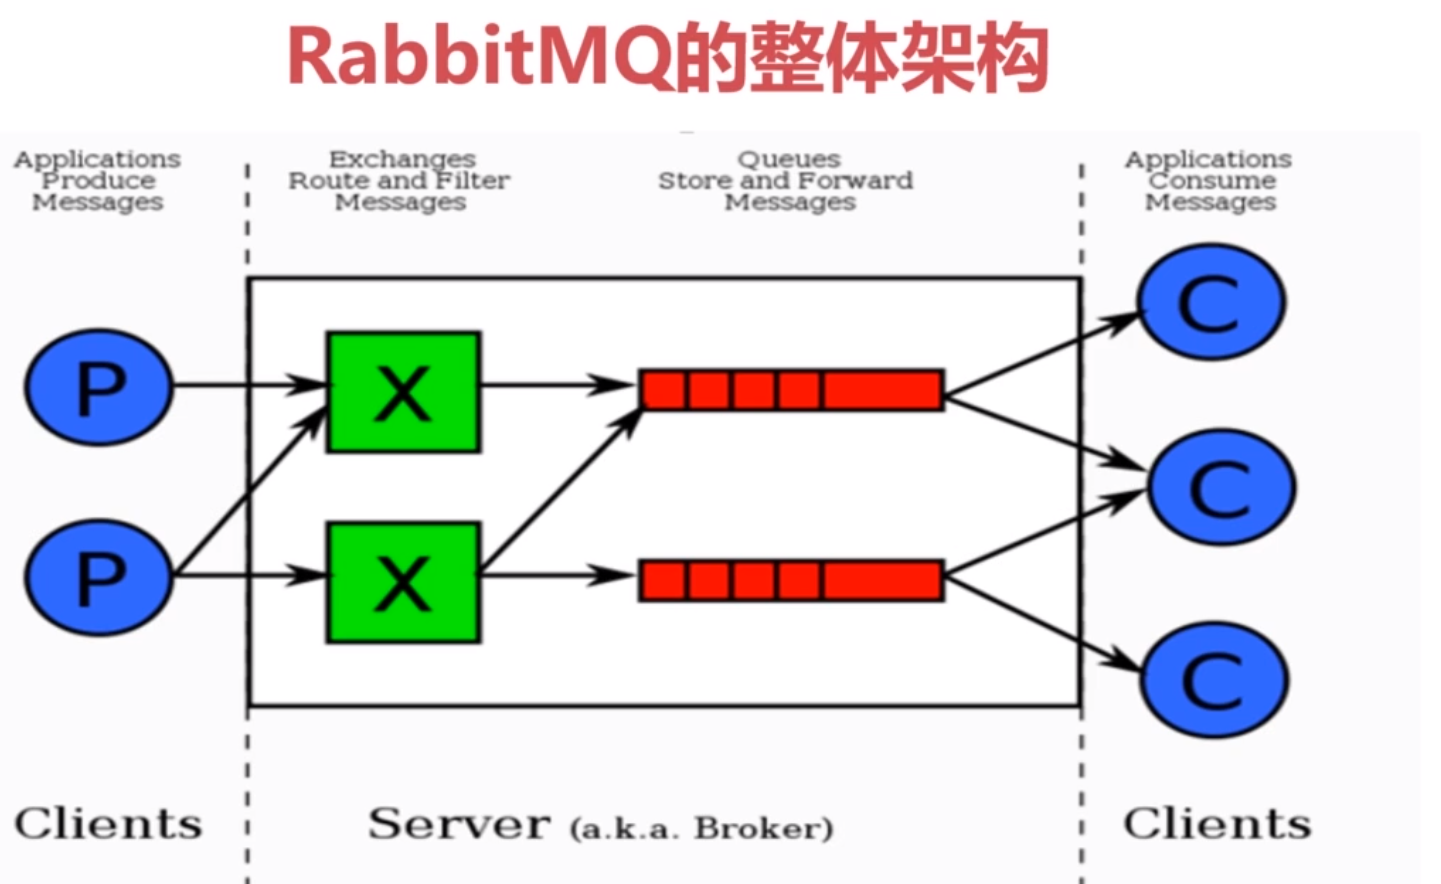 RabbitMQ的整体架构
Applications
Produce
Messages
Exchanges
Route and Filter
Messages
Queues
Store and Forward
Messages
Applications
Consume
Messages
P
P
X
X
C
C
C
Clients
Server (a.k.a. Broker)
Clients